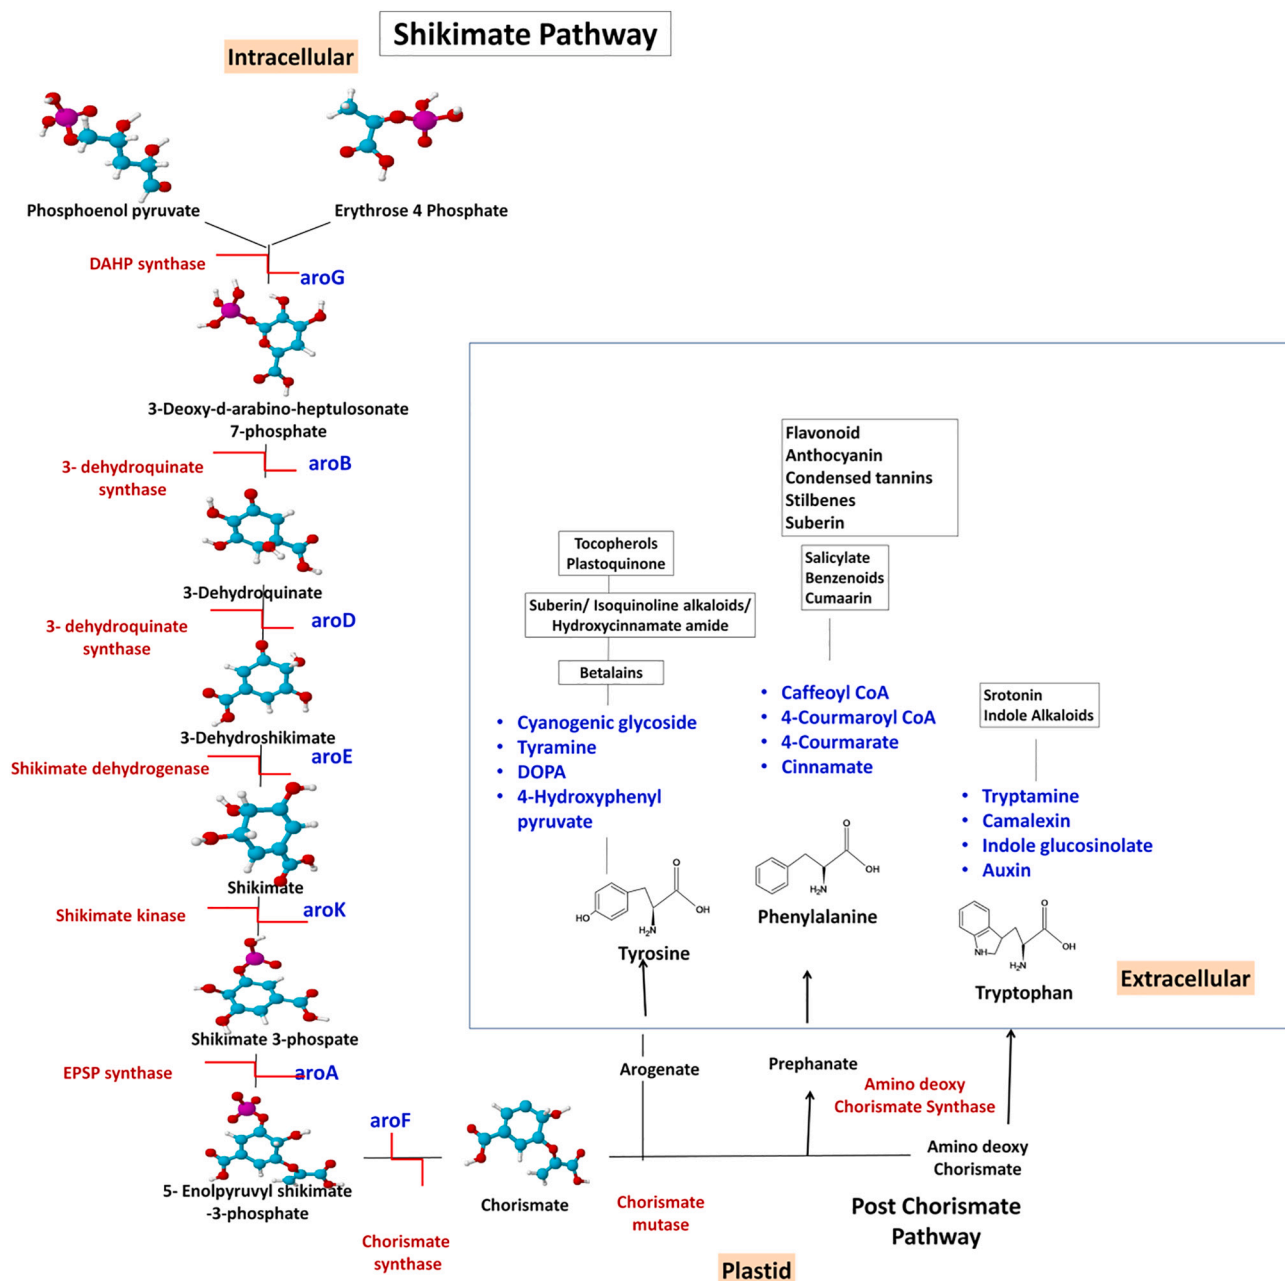 Shikimate Pathway
Intracellular
Phosphoenol pyruvate
Erythrose 4 Phosphate
DAHP synthase
aroG
3-Deoxy-d-arabino-heptulosonate
7-phosphate
3- dehydroquinate
synthase
aroB
3-Dehydroquinate
3- dehydroquinate
synthase
aroD
3-Dehydroshikimate
Shikimate dehydrogenase
aroE
Shikimate
Shikimate kinase
aroK
Shikimate 3-phospate
EPSP synthase
aroA
5- Enolpyruvyl shikimate
-3-phosphate
aroF
Chorismate
synthase
Chorismate
Chorismate
mutase
Arogenate
Prephanate
Amino deoxy
Chorismate Synthase
Amino deoxy
Chorismate
Post Chorismate
Pathway
Plastid
Tocopherols
Plastoquinone
Suberin/ Isoquinoline alkaloids/
Hydroxycinnamate amide
Betalains
• Cyanogenic glycoside
• Tyramine
• DOPA
• 4-Hydroxyphenyl
pyruvate
O
OH
HO
H₂N
Tyrosine
Flavonoid
Anthocyanin
Condensed tannins
Stilbenes
Suberin
Salicylate
Benzenoids
Cumaarin
• Caffeoyl CoA
• 4-Courmaroyl CoA
• 4-Courmarate
• Cinnamate
O
OH
H₂N
Phenylalanine
Srotonin
Indole Alkaloids
• Tryptamine
• Camalexin
• Indole glucosinolate
• Auxin
O
OH
NH
H₂N
Tryptophan
Extracellular